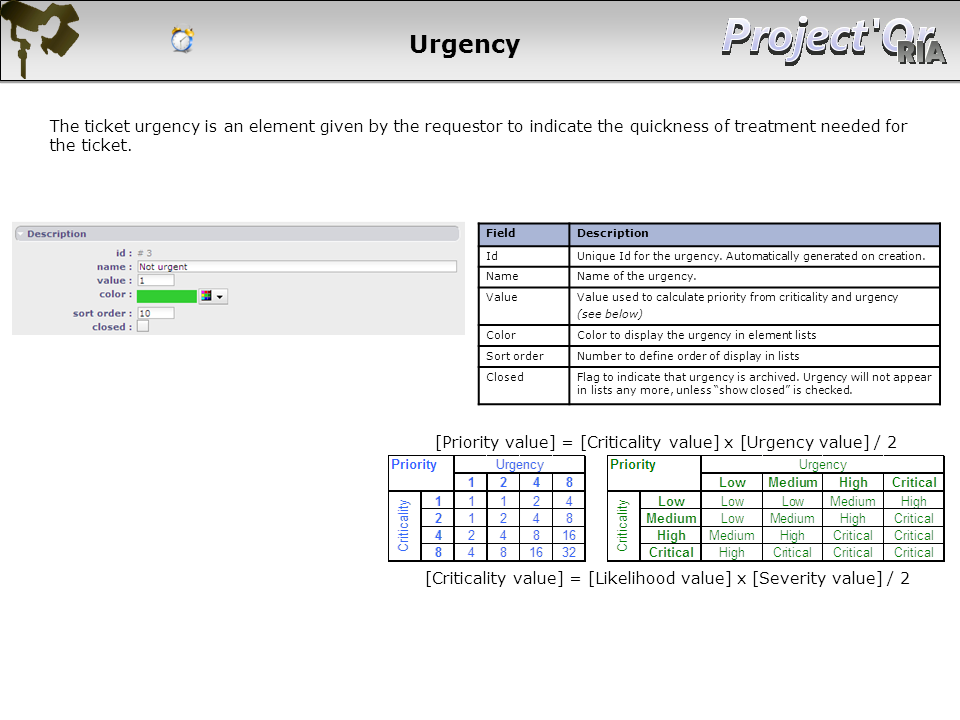 Urgency
Project'Or
RIA
The ticket urgency is an element given by the requestor to indicate the quickness of treatment needed for
the ticket.
Description
id : # 3
name : Not urgent
value : 1
color :
sort order : 10
closed :
Field Description
Id Unique Id for the urgency. Automatically generated on creation.
Name Name of the urgency.
Value Value used to calculate priority from criticality and urgency
(see below)
Color Color to display the urgency in element lists
Sort order Number to define order of display in lists
Closed Flag to indicate that urgency is archived. Urgency will not appear
in lists any more, unless “show closed” is checked.
[Priority value] = [Criticality value] x [Urgency value] / 2
Priority Urgency
1 2 4 8
Criticality
1 1 1 2 4
2 1 2 4 8
4 2 4 8 16
8 4 8 16 32
Priority Urgency
Low Medium High Critical
Criticality
Low Low Low Medium High
Medium Low Medium High Critical
High Medium High Critical Critical
Critical High Critical Critical Critical
[Criticality value] = [Likelihood value] x [Severity value] / 2